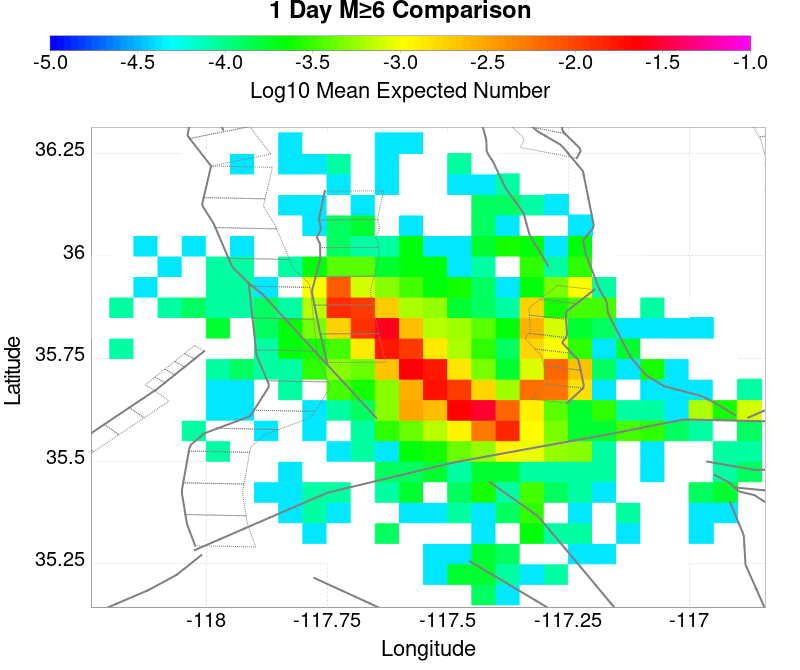 1 Day M≥6 Comparison
-5.0 -4.5 -4.0 -3.5 -3.0 -2.5 -2.0 -1.5 -1.0
Log10 Mean Expected Number
36.25
36
35.75
35.5
35.25
Latitude
-118 -117.75 -117.5 -117.25 -117
Longitude